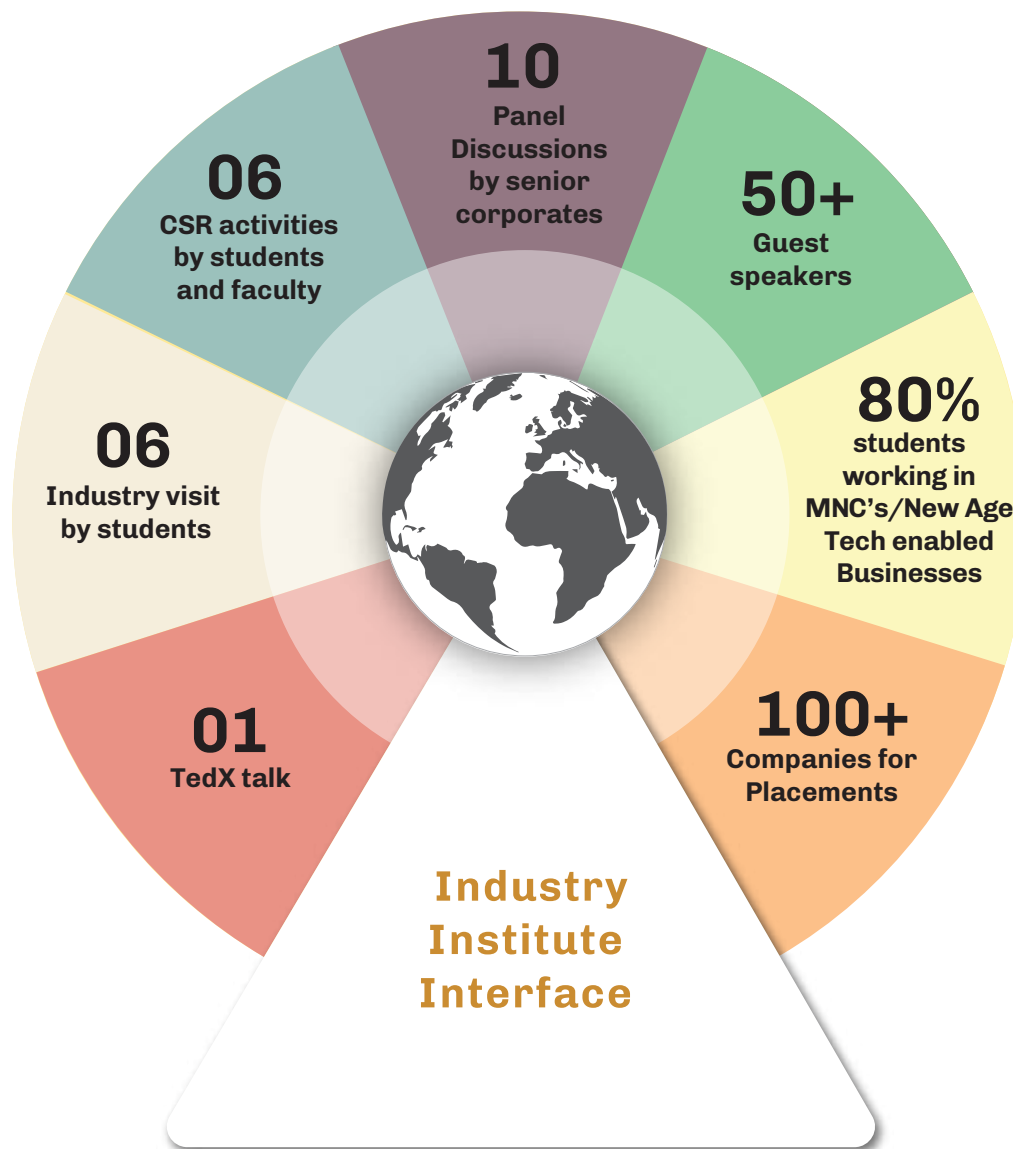 10
Panel
Discussions
by senior
corporates
06
CSR activities
by students
and faculty
50+
Guest
speakers
06
Industry visit
by students
80%
students
working in
MNC's/New Age
Tech enabled
Businesses
01
TedX talk
100+
Companies for
Placements
Industry
Institute
Interface